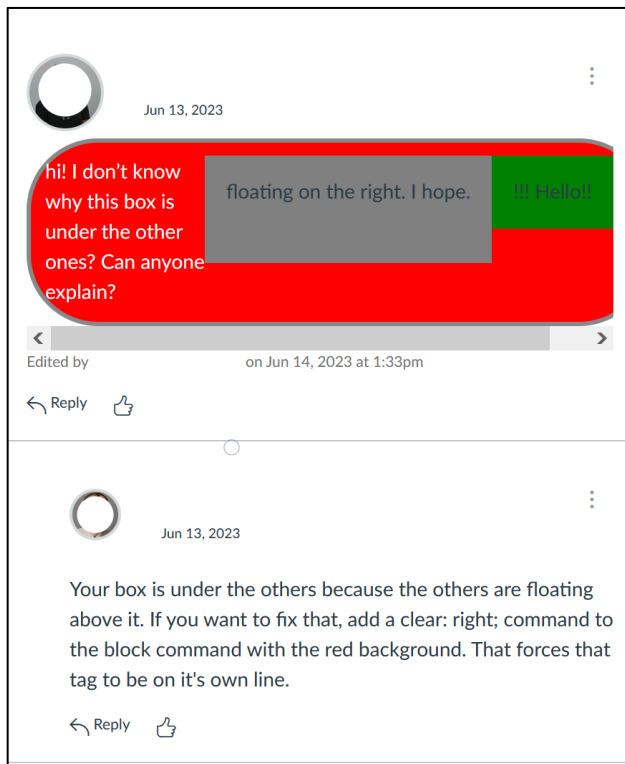 Jun 13, 2023
hi! I don’t know
why this box is
under the other
ones? Can anyone
explain?
floating on the right. I hope.
!!! Hello!!
Edited by on Jun 14, 2023 at 1:33pm
Reply
Jun 13, 2023
Your box is under the others because the others are floating
above it. If you want to fix that, add a clear: right; command to
the block command with the red background. That forces that
tag to be on it's own line.
Reply